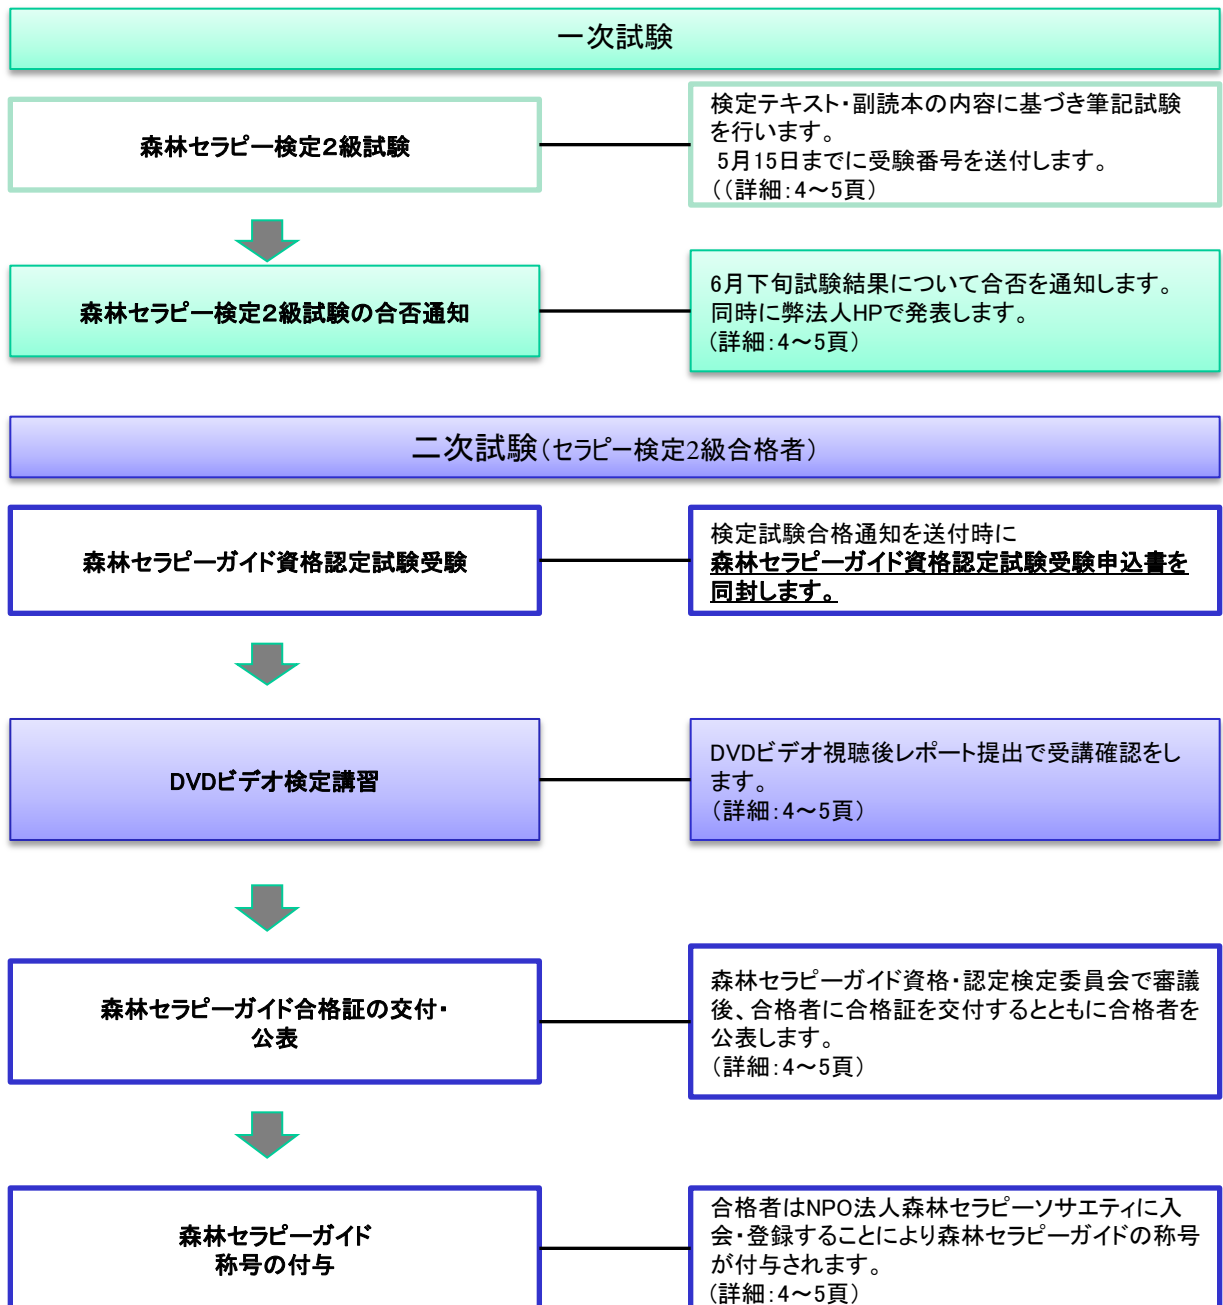 一次試験
森林セラピー検定2級試験
検定テキスト・副読本の内容に基づき筆記試験
を行います。
5月15日までに受験番号を送付します。
((詳細:4～5頁)
森林セラピー検定2級試験の合否通知
6月下旬試験結果について合否を通知します。
同時に弊法人HPで発表します。
(詳細:4～5頁)
二次試験(セラピー検定2級合格者)
森林セラピーガイド資格認定試験受験
検定試験合格通知を送付時に
森林セラピーガイド資格認定試験受験申込書を
同封します。
DVDビデオ検定講習
DVDビデオ視聴後レポート提出で受講確認をし
ます。
(詳細:4～5頁)
森林セラピーガイド合格証の交付・
公表
森林セラピーガイド資格・認定検定委員会で審議
後、合格者に合格証を交付するとともに合格者を
公表します。
(詳細:4～5頁)
森林セラピーガイド
称号の付与
合格者はNPO法人森林セラピーソサエティに入
会・登録することにより森林セラピーガイドの称号
が付与されます。
(詳細:4～5頁)